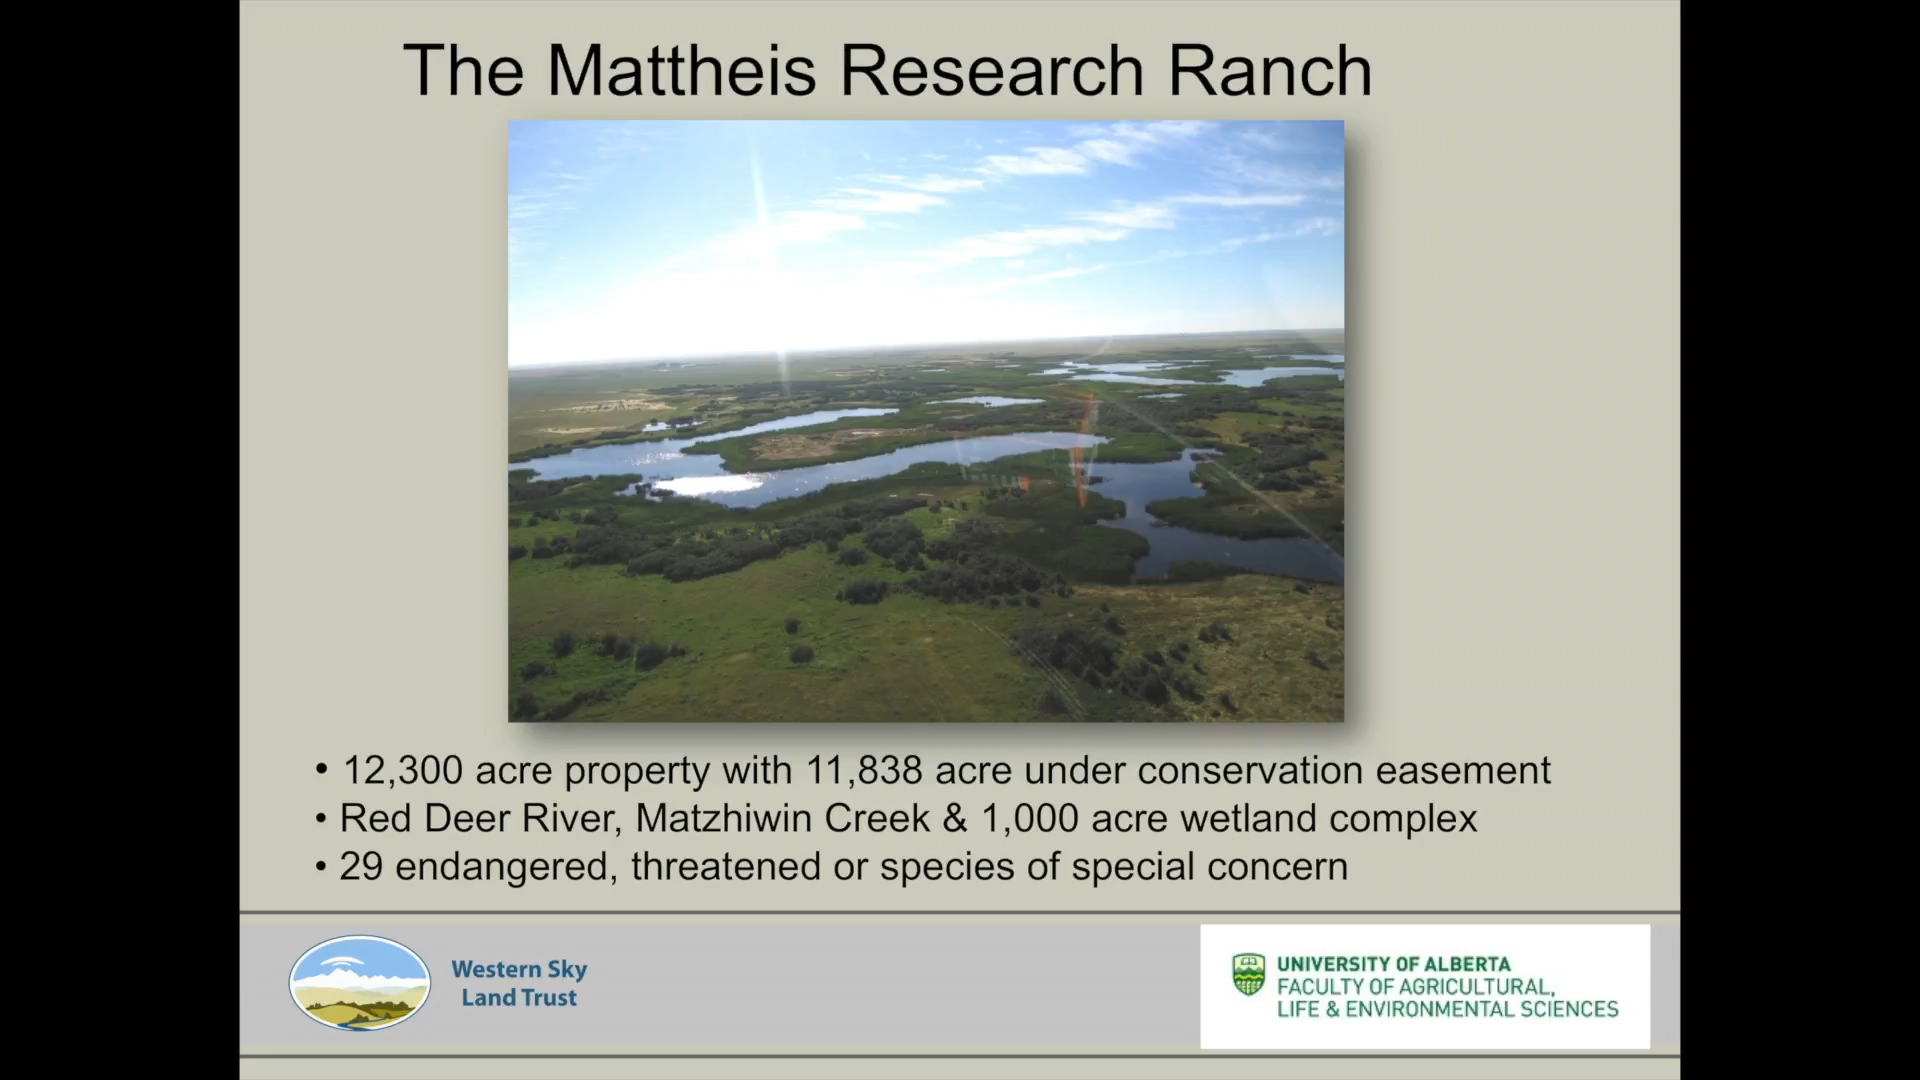 The Mattheis Research Ranch
• 12,300 acre property with 11,838 acre under conservation easement
• Red Deer River, Matzhiwin Creek & 1,000 acre wetland complex
• 29 endangered, threatened or species of special concern
Western Sky
Land Trust
UNIVERSITY OF ALBERTA
FACULTY OF AGRICULTURAL,
LIFE & ENVIRONMENTAL SCIENCES